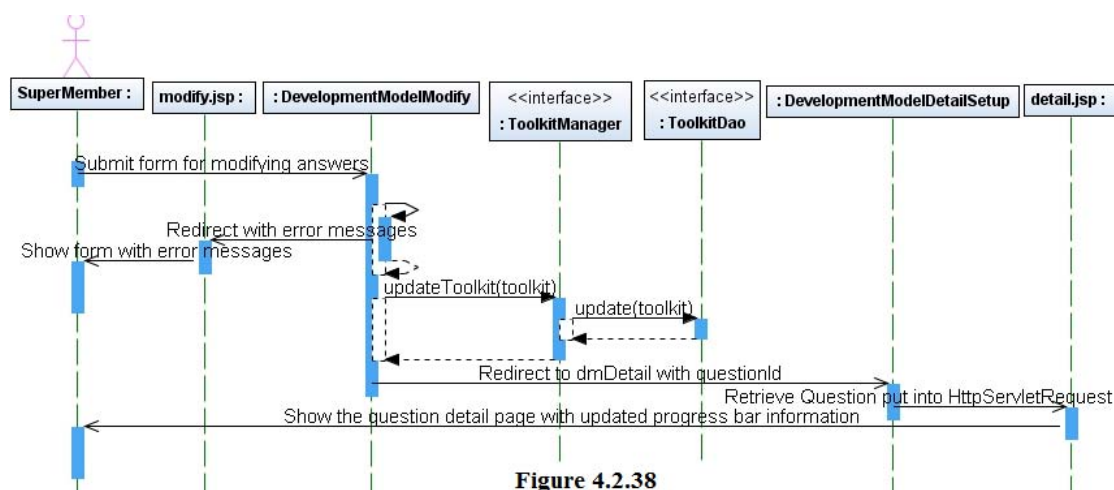 SuperMember :
modify.jsp :
: DevelopmentModelModify
<<interface>>
: ToolkitManager
<<interface>>
: ToolkitDao
: DevelopmentModelDetailSetup
detail.jsp :
Submit form for modifying answers
Redirect with error messages
Show form with error messages
updateToolkit(toolkit)
update(toolkit)
Redirect to dmDetail with questionId
Retrieve Question put into HttpServletRequest
Show the question detail page with updated progress bar information
Figure 4.2.38